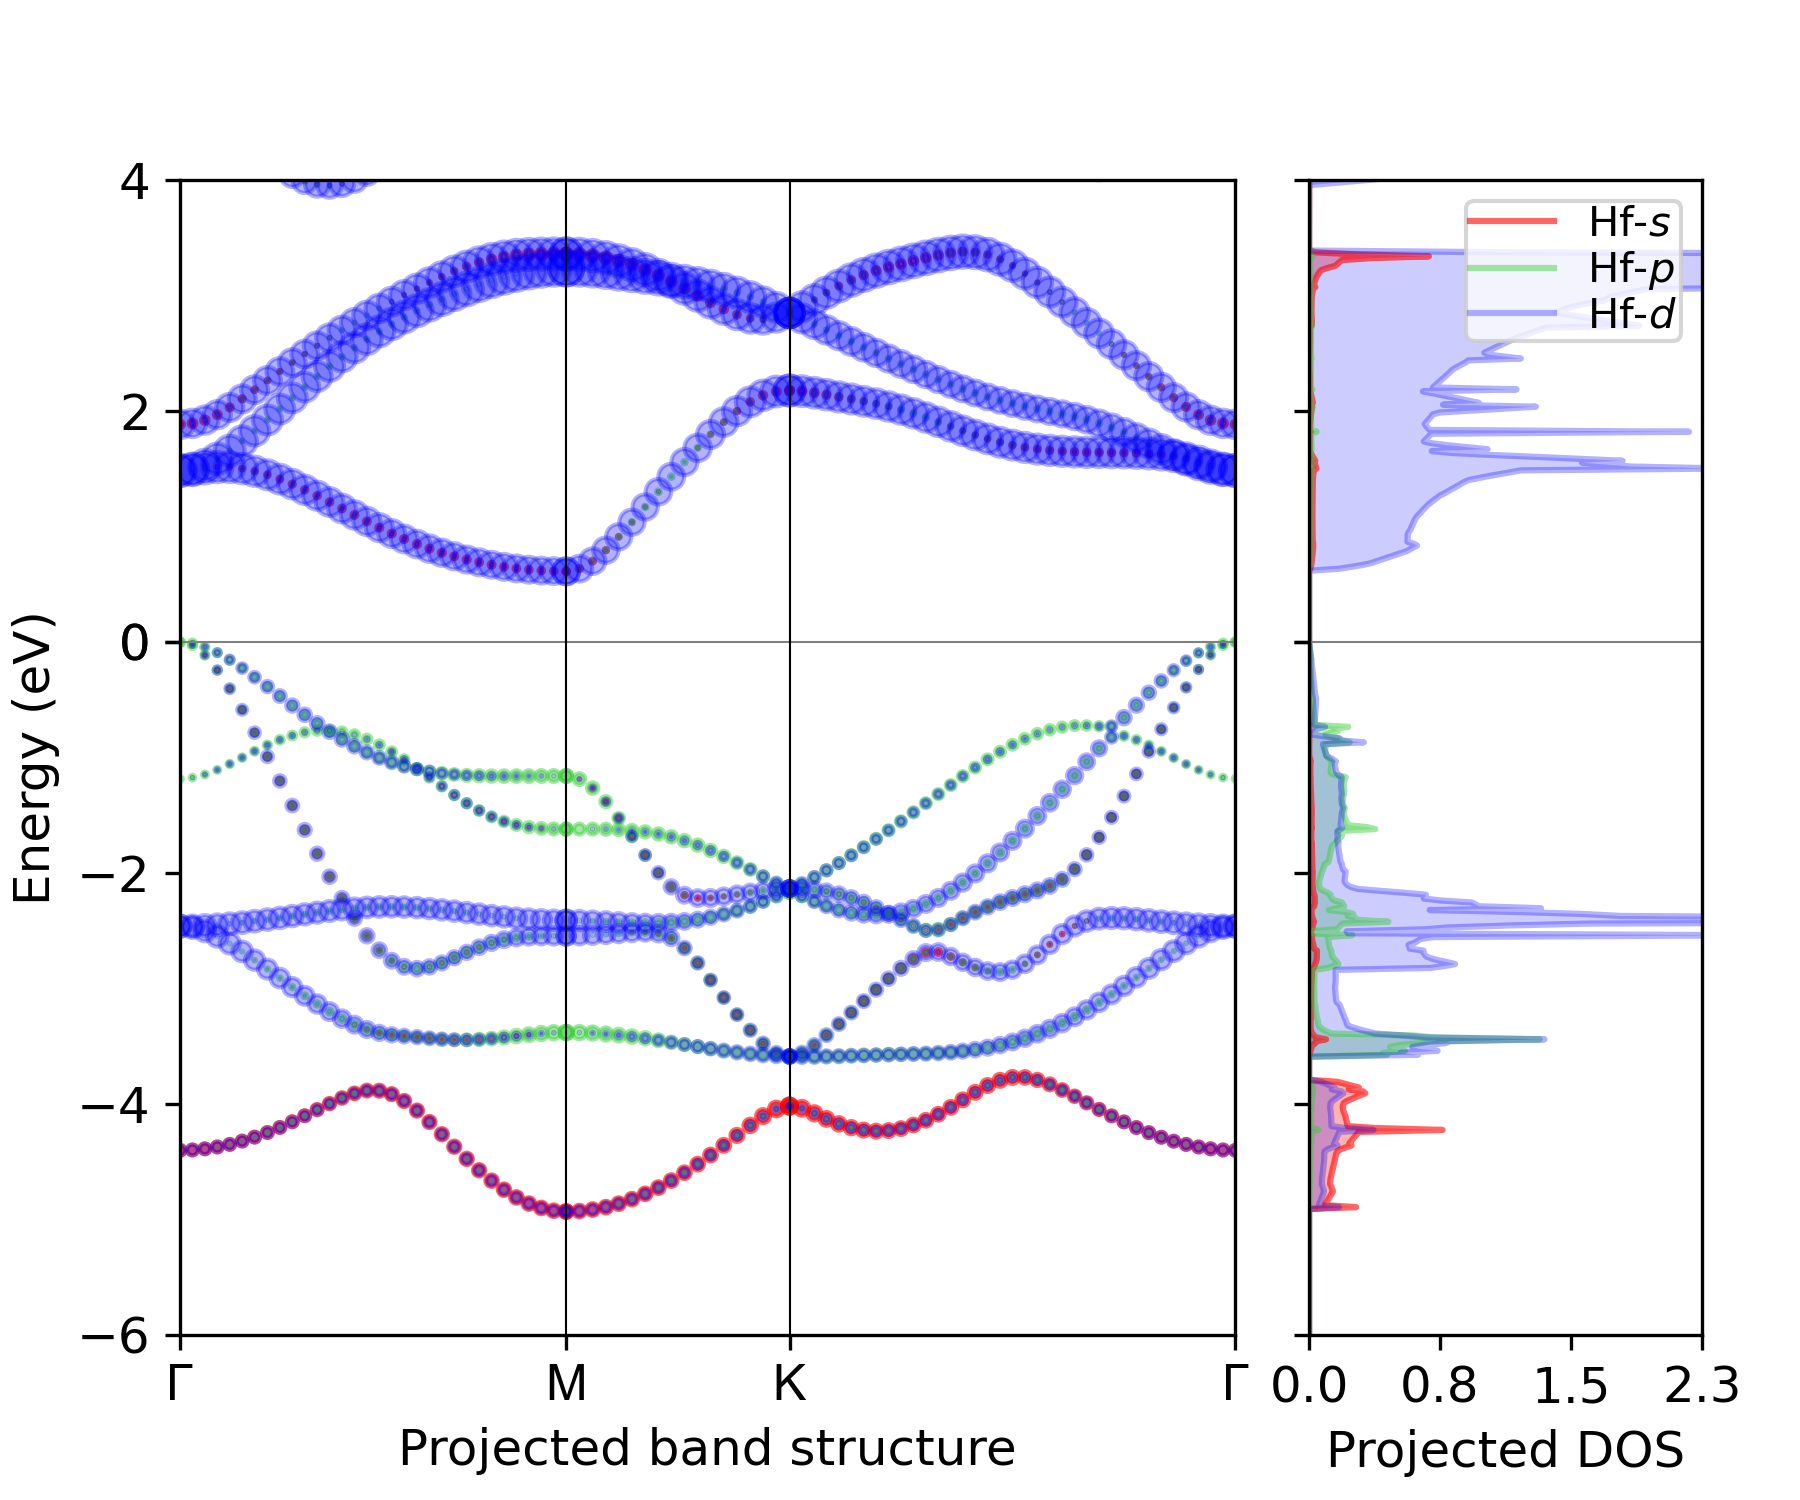 4
2
0
−2
−4
−6
Energy (eV)
Γ M K Γ
Projected band structure
Hf-s
Hf-p
Hf-d
0.0 0.8 1.5 2.3
Projected DOS